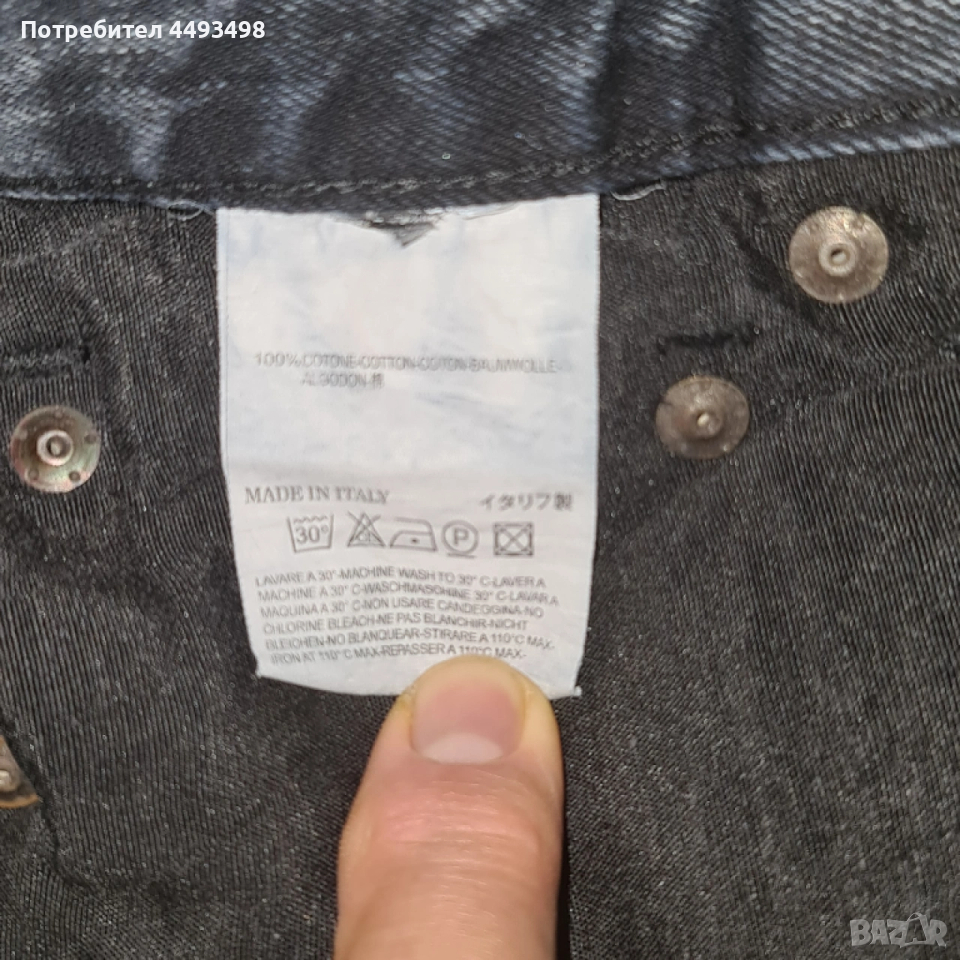 Потребител 4493498
100% COTONE-COTTON-COTON-BAUMWOLLE-
ALGODON-棉
MADE IN ITALY イタリア製
30° P
LAVARE A 30°-MACHINE WASH TO 30° C-LAVER A
MACHINE A 30° C-WASCHMASCHINE 30° C-LAVAR A
MAQUINA A 30° C-NON USARE CANDEGGINA-NO
CHLORINE BLEACH-NE PAS BLANCHIR-NICHT
BLEICHEN-NO BLANQUEAR-STIRARE A 110°C MAX-
IRON AT 110°C MAX-REPASSER A 110°C MAX-
BAZAR